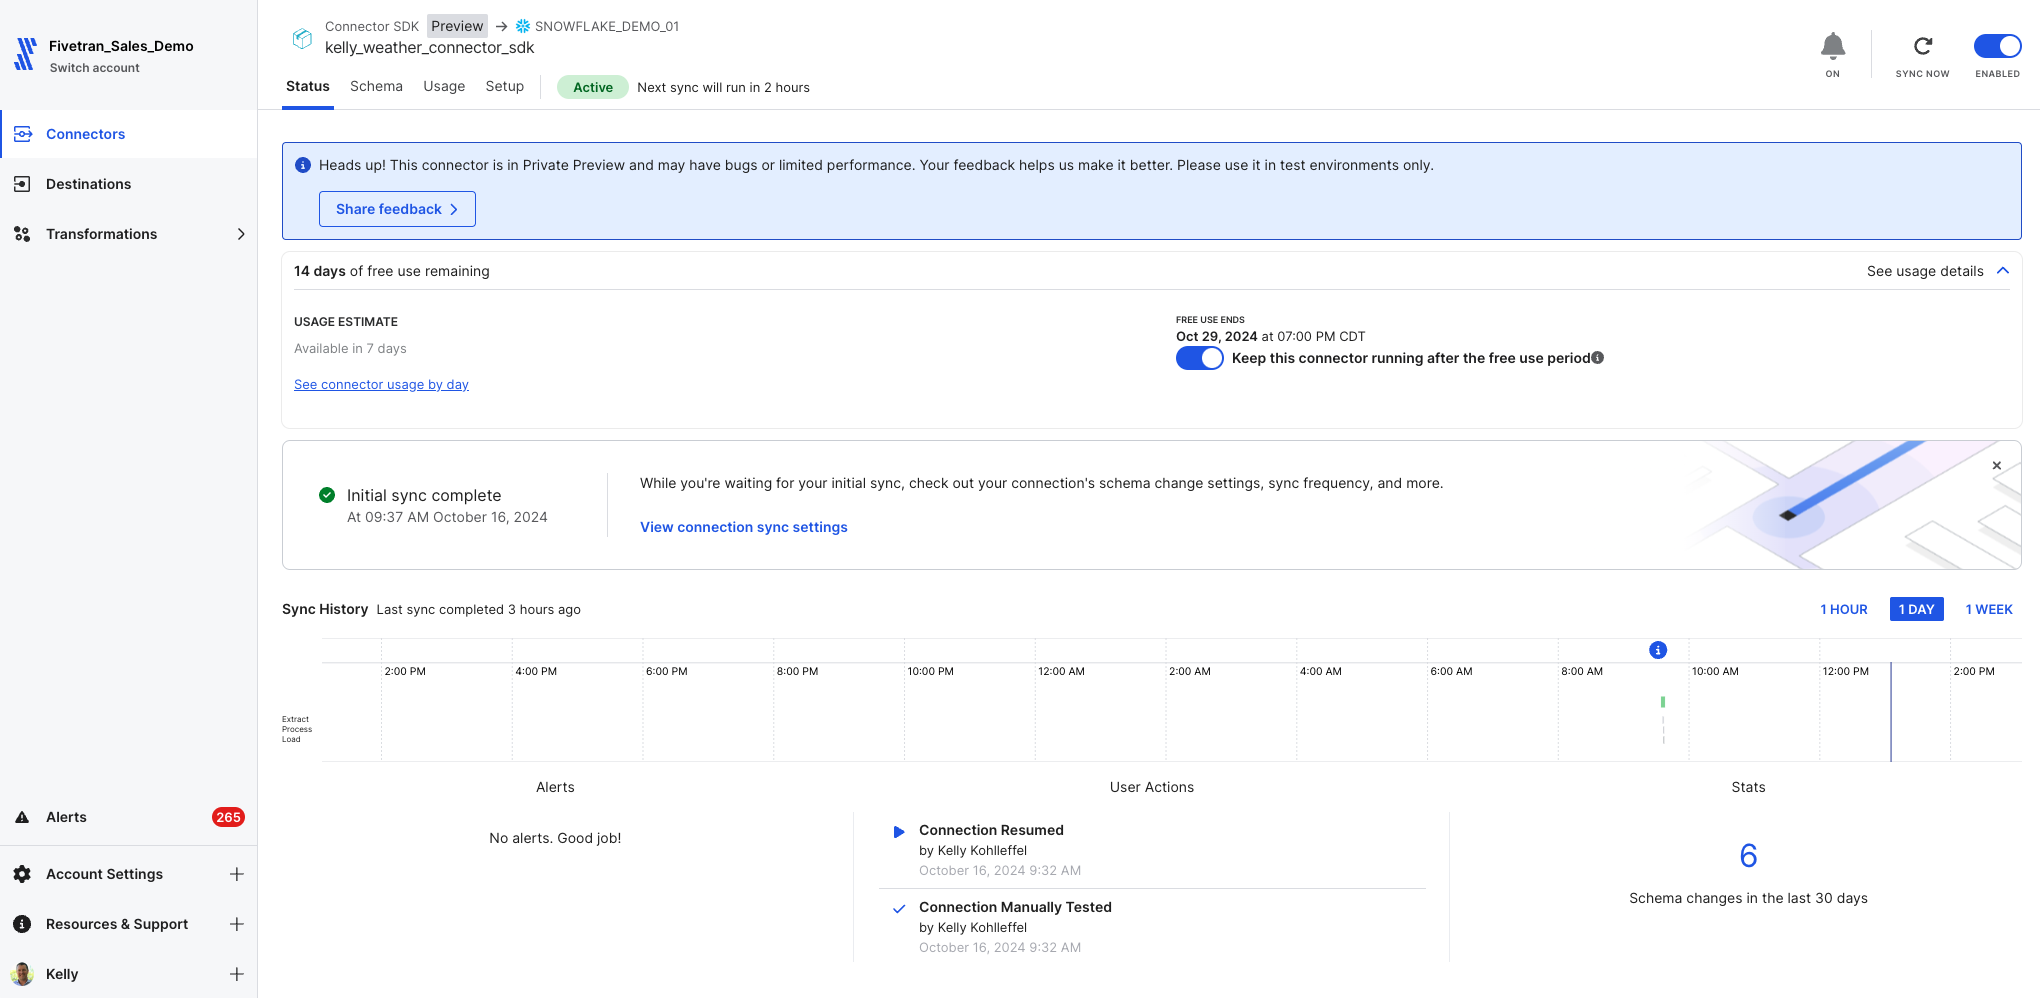 Fivetran_Sales_Demo
Switch account
Connectors
Destinations
Transformations
Alerts
265
Account Settings
Resources & Support
Kelly
Connector SDK Preview → SNOWFLAKE_DEMO_01
kelly_weather_connector_sdk
ON
SYNC NOW
ENABLED
Status Schema Usage Setup Active Next sync will run in 2 hours
Heads up! This connector is in Private Preview and may have bugs or limited performance. Your feedback helps us make it better. Please use it in test environments only.
Share feedback
14 days of free use remaining
See usage details
USAGE ESTIMATE
Available in 7 days
See connector usage by day
FREE USE ENDS
Oct 29, 2024 at 07:00 PM CDT
Keep this connector running after the free use period
Initial sync complete
At 09:37 AM October 16, 2024
While you're waiting for your initial sync, check out your connection's schema change settings, sync frequency, and more.
View connection sync settings
Sync History Last sync completed 3 hours ago
1 HOUR 1 DAY 1 WEEK
2:00 PM 4:00 PM 6:00 PM 8:00 PM 10:00 PM 12:00 AM 2:00 AM 4:00 AM 6:00 AM 8:00 AM 10:00 AM 12:00 PM 2:00 PM
Extract
Process
Load
Alerts
No alerts. Good job!
User Actions
Connection Resumed
by Kelly Kohlleffel
October 16, 2024 9:32 AM
Connection Manually Tested
by Kelly Kohlleffel
October 16, 2024 9:32 AM
Stats
6
Schema changes in the last 30 days